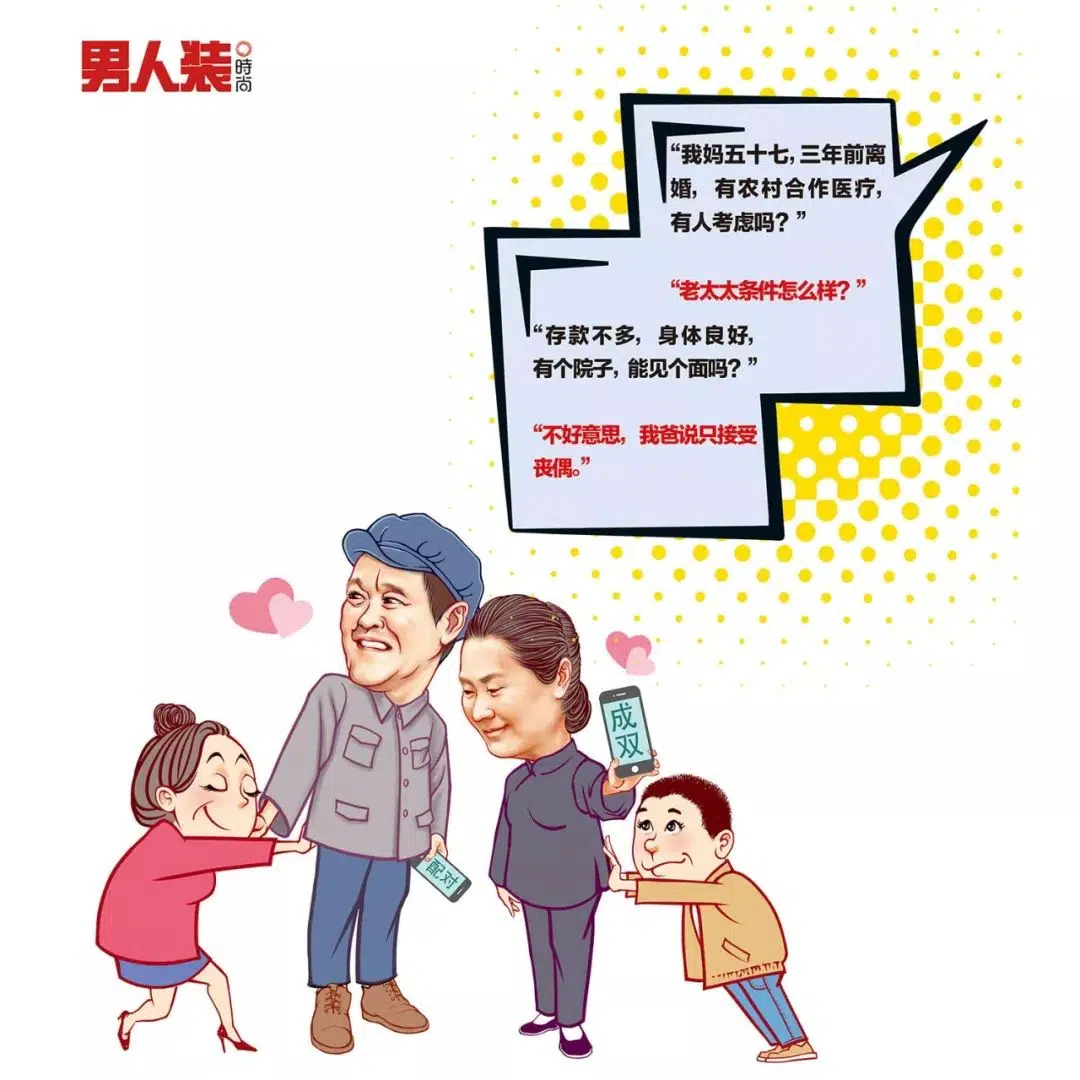 男人装
時尚
“我妈五十七，三年前离
婚，有农村合作医疗，
有人考虑吗？”
“老太太条件怎么样？”
“存款不多，身体良好，
有个院子，能见个面吗？”
“不好意思，我爸说只接受
丧偶。”
成
双
配对